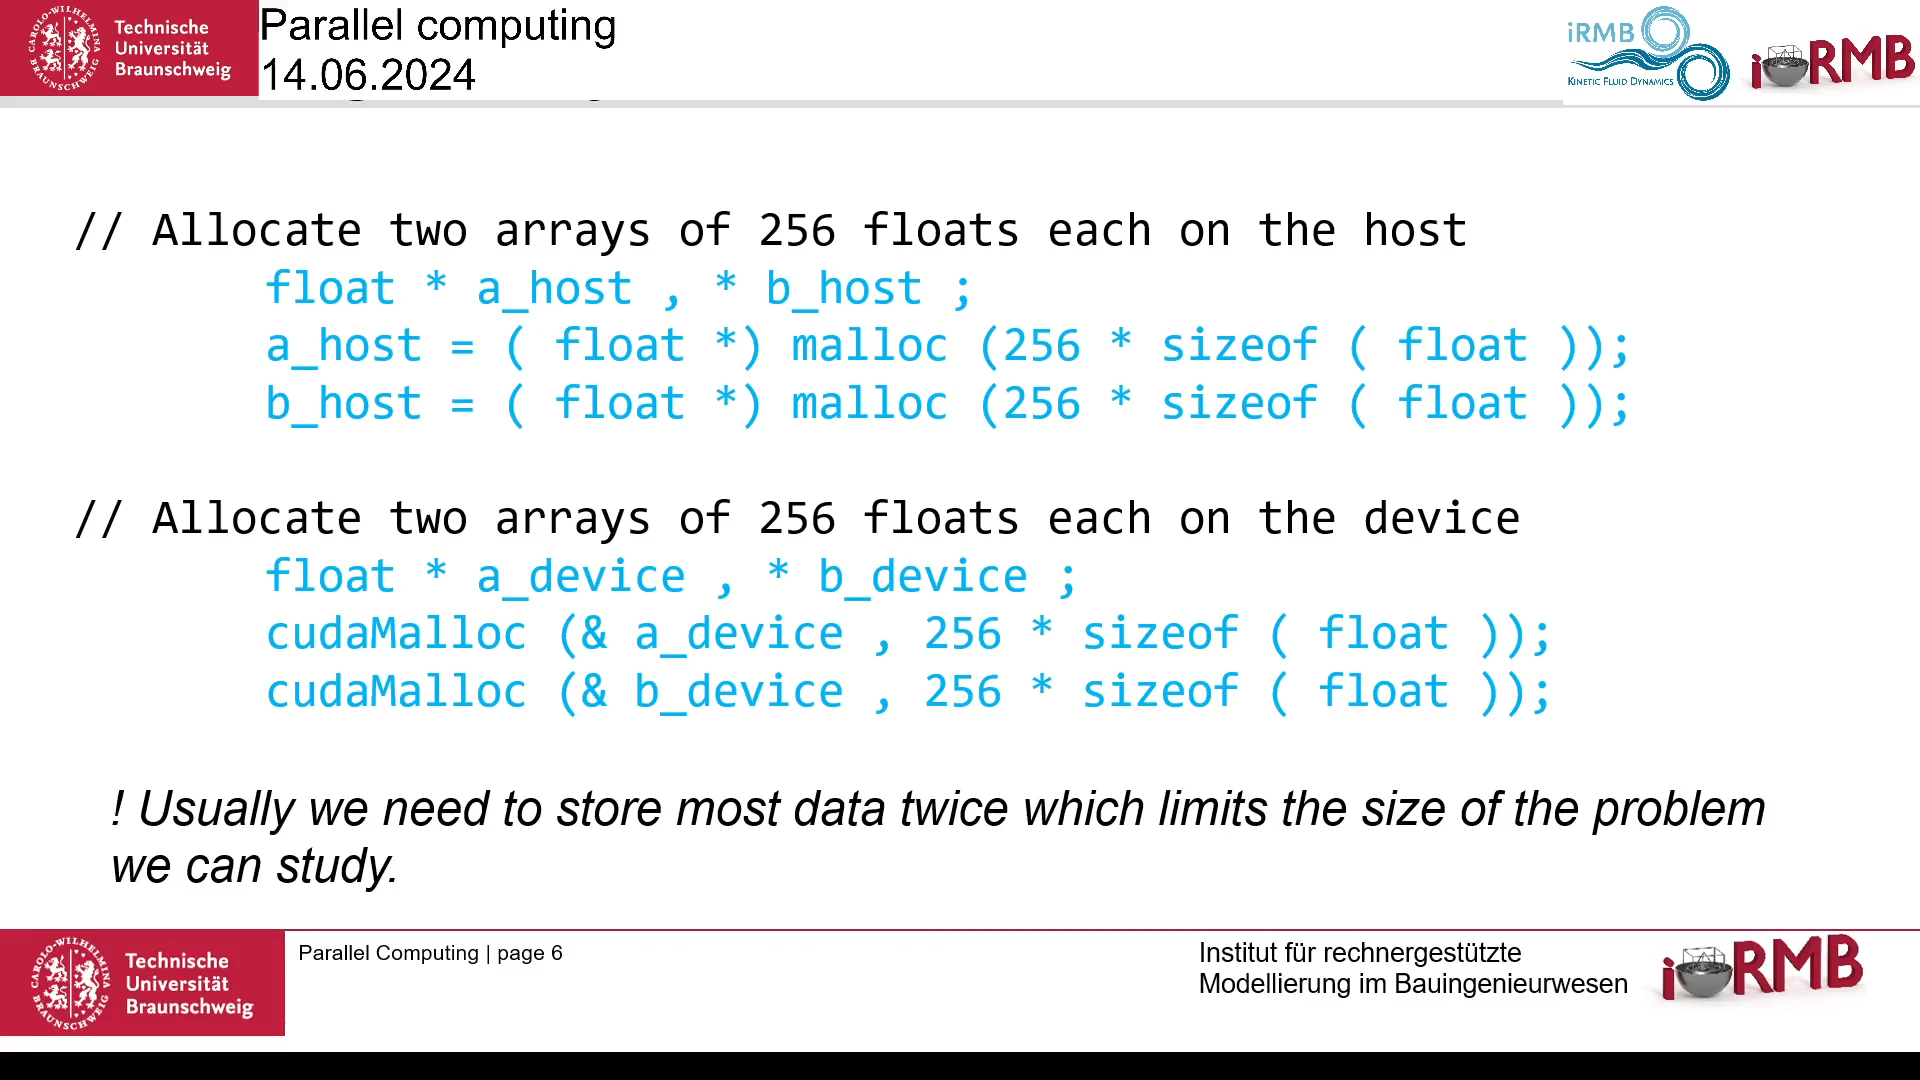 Technische
Universität
Braunschweig
Parallel computing
14.06.2024
iRMB
KINETIC FLUID DYNAMICS
iRMB
// Allocate two arrays of 256 floats each on the host
float * a_host , * b_host ;
a_host = ( float *) malloc (256 * sizeof ( float ));
b_host = ( float *) malloc (256 * sizeof ( float ));
// Allocate two arrays of 256 floats each on the device
float * a_device , * b_device ;
cudaMalloc (& a_device , 256 * sizeof ( float ));
cudaMalloc (& b_device , 256 * sizeof ( float ));
! Usually we need to store most data twice which limits the size of the problem
we can study.
Technische
Universität
Braunschweig
Parallel Computing | page 6
Institut für rechnergestützte
Modellierung im Bauingenieurwesen
iRMB